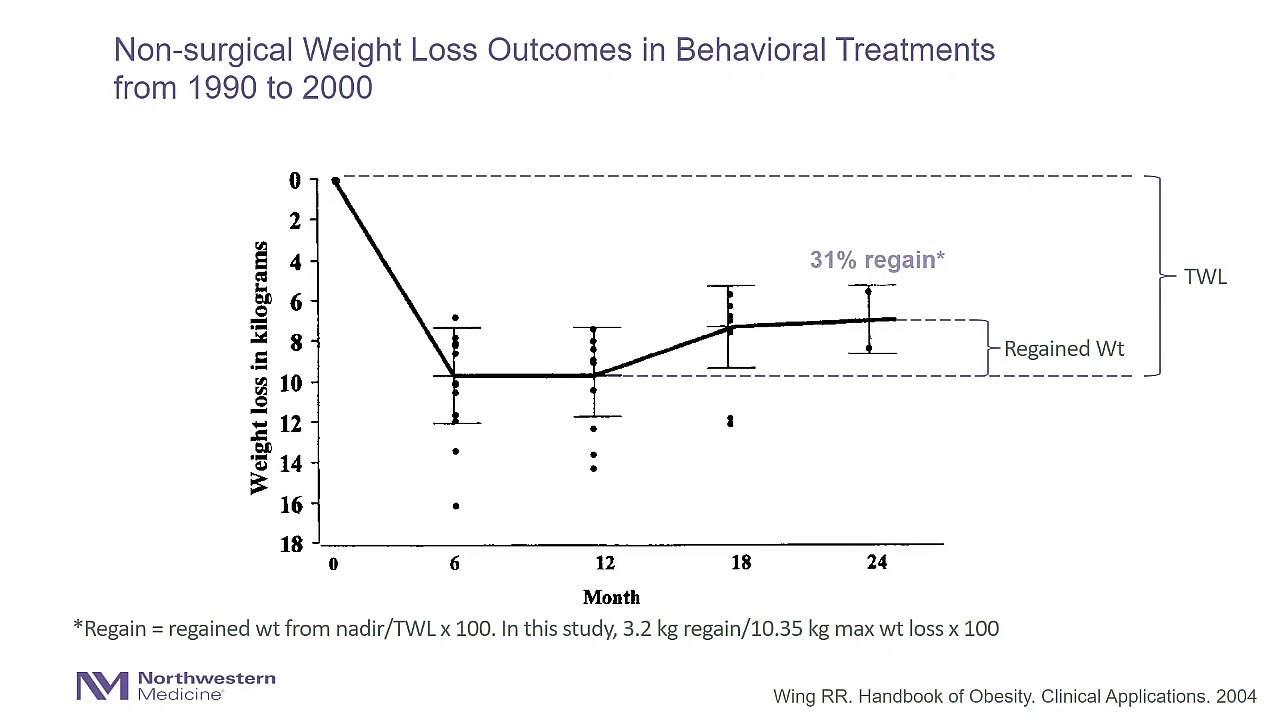 Non-surgical Weight Loss Outcomes in Behavioral Treatments
from 1990 to 2000
0
2
4
6
8
10
12
14
16
18
Weight loss in kilograms
31% regain*
TWL
Regained Wt
0 6 12 18 24
Month
*Regain = regained wt from nadir/TWL x 100. In this study, 3.2 kg regain/10.35 kg max wt loss x 100
Northwestern
Medicine
Wing RR. Handbook of Obesity. Clinical Applications. 2004